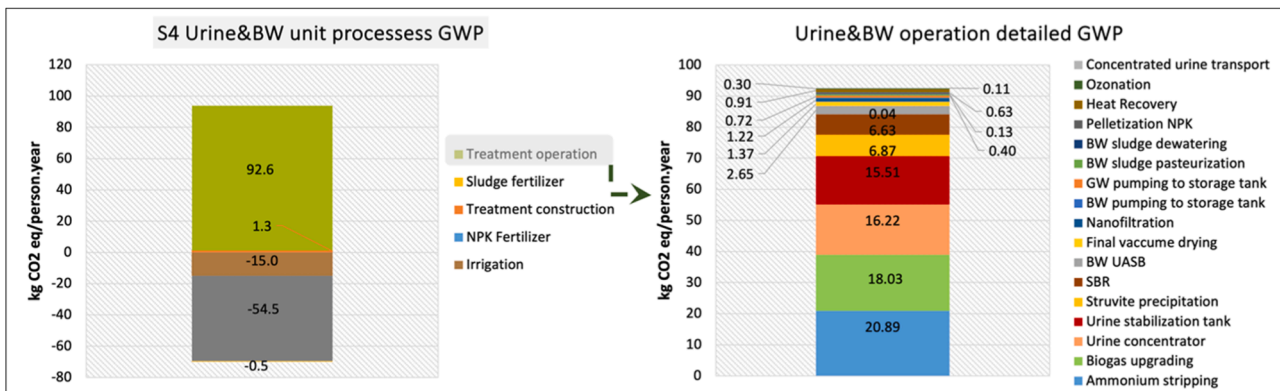 S4 Urine&BW unit processess GWP
kg CO2 eq/person.year
120
100
80
60
40
20
0
-20
-40
-60
-80
92.6
1.3
-15.0
-54.5
-0.5
Treatment operation
Sludge fertilizer
Treatment construction
NPK Fertilizer
Irrigation
Urine&BW operation detailed GWP
kg CO2 eq/person.year
100
90
80
70
60
50
40
30
20
10
0
0.30
0.91
0.72
1.22
1.37
2.65
0.11
0.63
0.13
0.40
0.04
6.63
6.87
15.51
16.22
18.03
20.89
Concentrated urine transport
Ozonation
Heat Recovery
Pelletization NPK
BW sludge dewatering
BW sludge pasteurization
GW pumping to storage tank
BW pumping to storage tank
Nanofiltration
Final vaccume drying
BW UASB
SBR
Struvite precipitation
Urine stabilization tank
Urine concentrator
Biogas upgrading
Ammonium stripping